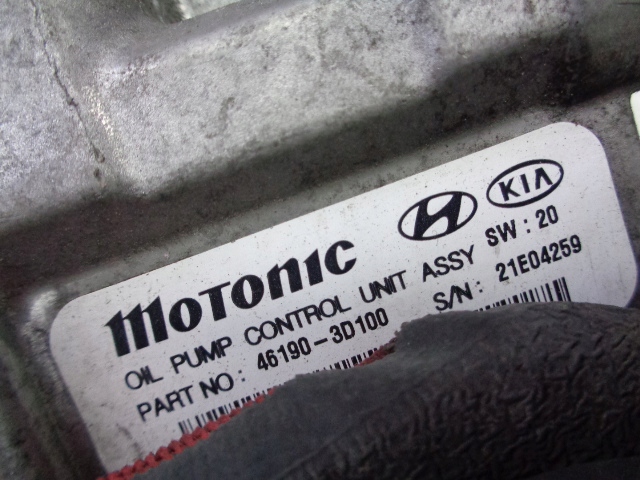 KIA
MOTONIC
OIL PUMP CONTROL UNIT ASSY SW : 20
PART NO : 46190-3D100 S/N : 21E04259